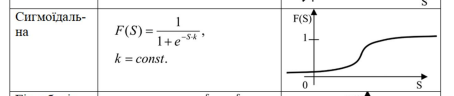 Сигмоїдаль-
на
F(S) = 1 / (1 + e^{-S·k}),
k = const.
F(S)
1
0
S
S